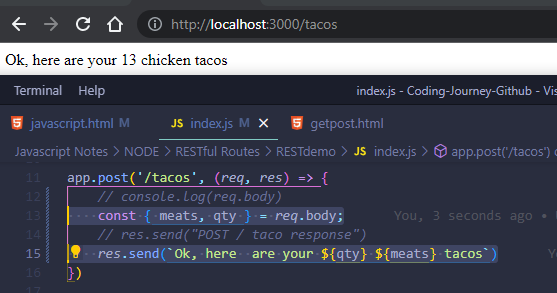 http://localhost:3000/tacos
Ok, here are your 13 chicken tacos
Terminal Help index.js - Coding-Journey-Github - Vis
javascript.html M JS index.js M getpost.html
Javascript Notes > NODE > RESTful Routes > RESTdemo > JS index.js > app.post('/tacos') c
11 app.post('/tacos', (req, res) => {
12 // console.log(req.body)
13 const { meats, qty } = req.body; You, 3 seconds ago •
14 // res.send("POST / taco response")
15 res.send(`Ok, here are your ${qty} ${meats} tacos`)
16 })